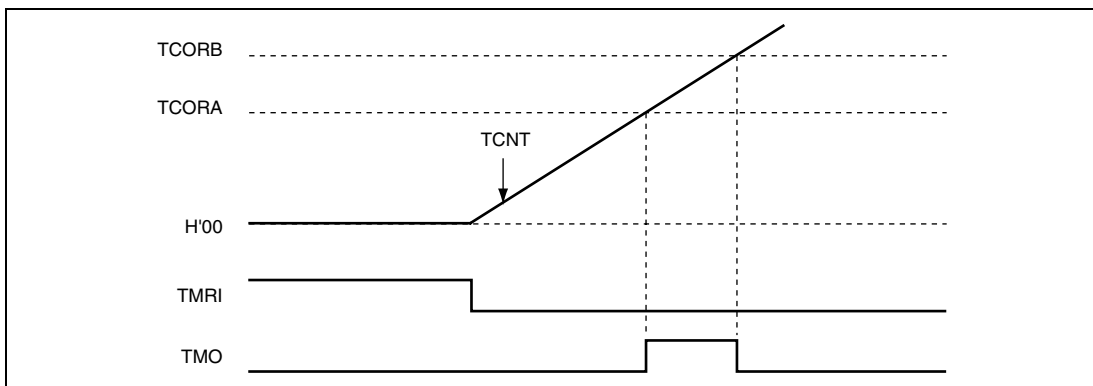 TCORB
TCORA
TCNT
H'00
TMRI
TMO